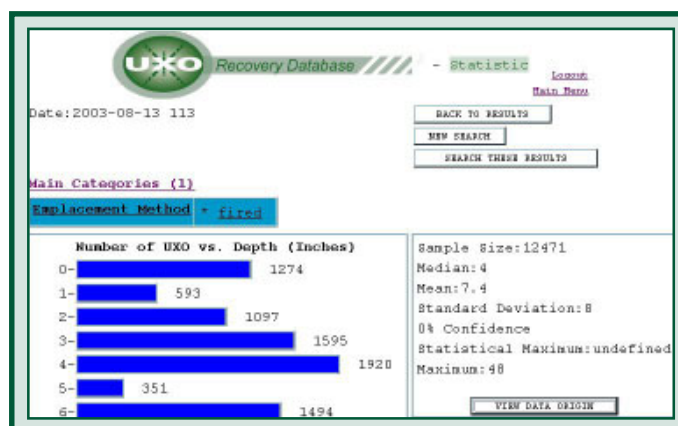 UXO Recovery Database - Statistic
Logout
Main Menu
Date:2003-08-13 113
BACK TO RESULTS
NEW SEARCH
SEARCH THESE RESULTS
Main Categories (1)
Emplacement Method * fired
Number of UXO vs. Depth (Inches)
0- 1274
1- 593
2- 1097
3- 1595
4- 1920
5- 351
6- 1494
Sample Size:12471
Median:4
Mean:7.4
Standard Deviation:8
0% Confidence
Statistical Maximum:undefined
Maximum:48
VIEW DATA ORIGIN